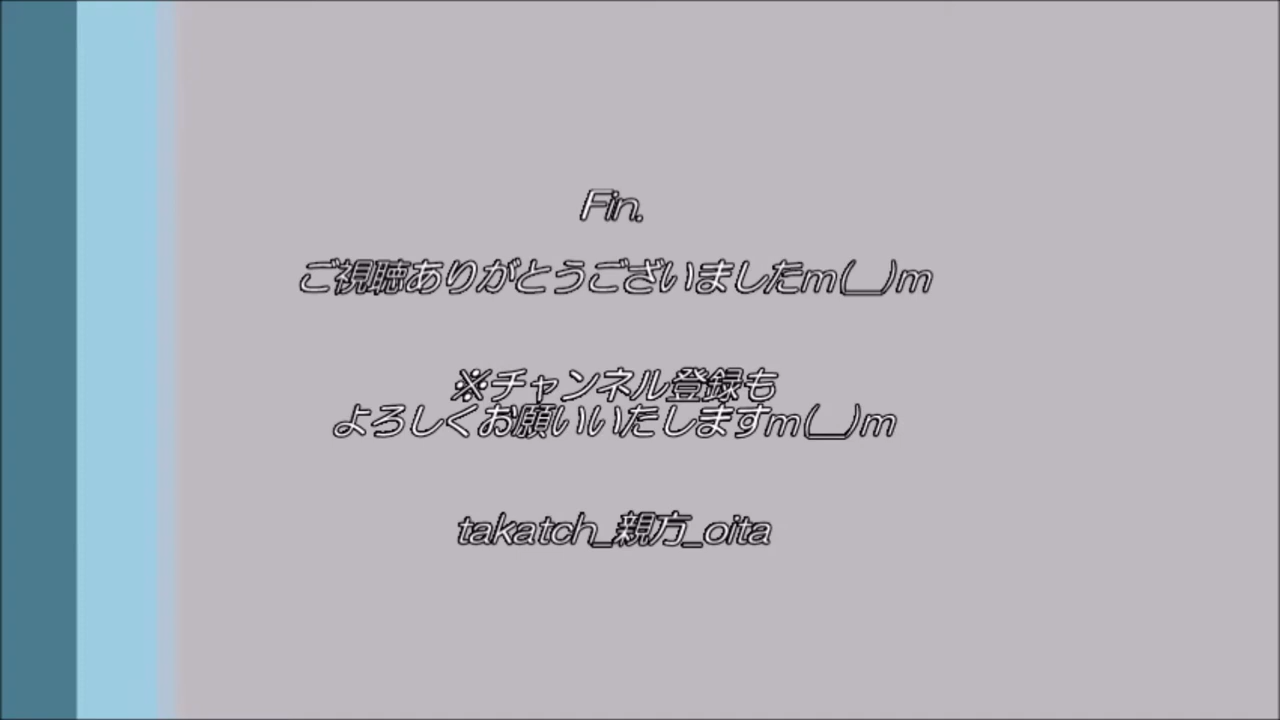 Fin.
ご視聴ありがとうございましたm(__)m
※チャンネル登録も
よろしくお願いいたしますm(__)m
takatch_親方_oita